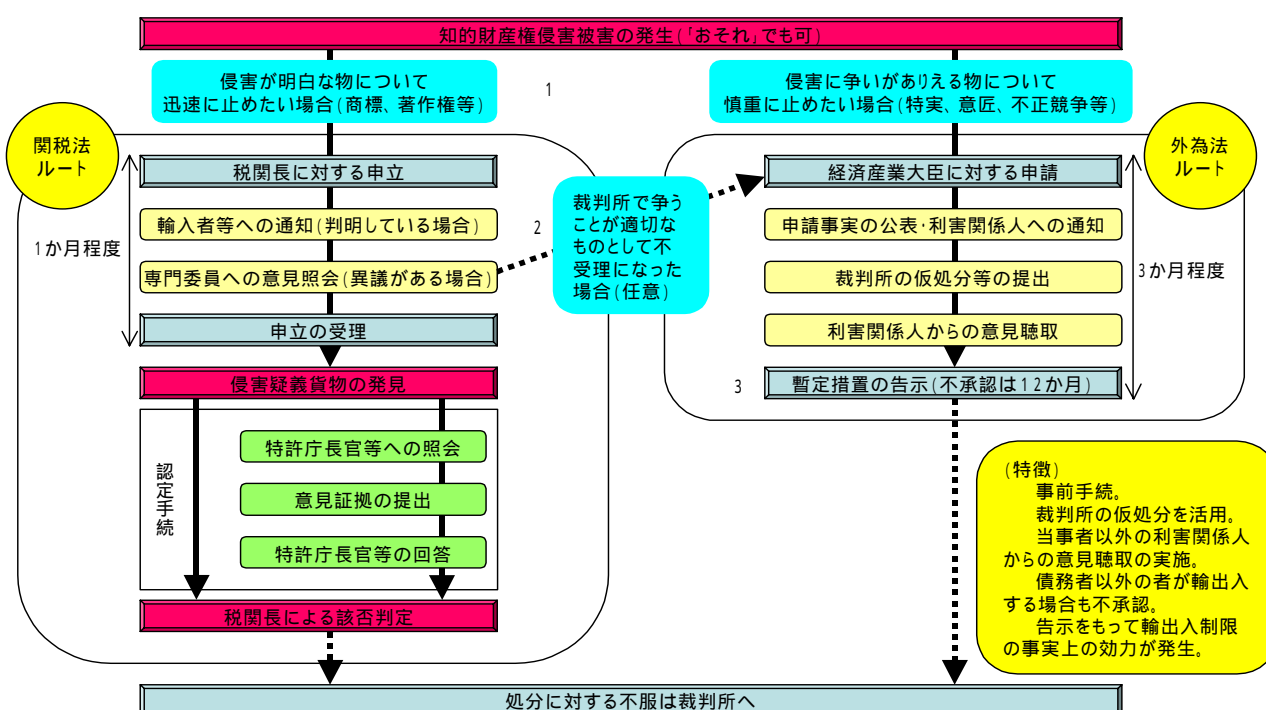 知的財産権侵害被害の発生(「おそれ」でも可)
侵害が明白な物について
迅速に止めたい場合(商標、著作権等)
1
侵害に争いがありえる物について
慎重に止めたい場合(特実、意匠、不正競争等)
関税法
ルート
外為法
ルート
税関長に対する申立
輸入者等への通知(判明している場合)
専門委員への意見照会(異議がある場合)
申立の受理
1か月程度
2
裁判所で争う
ことが適切な
ものとして不
受理になった
場合(任意)
経済産業大臣に対する申請
申請事実の公表・利害関係人への通知
裁判所の仮処分等の提出
利害関係人からの意見聴取
3か月程度
3
暫定措置の告示(不承認は12か月)
侵害疑義貨物の発見
認定手続
特許庁長官等への照会
意見証拠の提出
特許庁長官等の回答
税関長による該否判定
(特徴)
事前手続。
裁判所の仮処分を活用。
当事者以外の利害関係人
からの意見聴取の実施。
債務者以外の者が輸出入
する場合も不承認。
告示をもって輸出入制限
の事実上の効力が発生。
処分に対する不服は裁判所へ